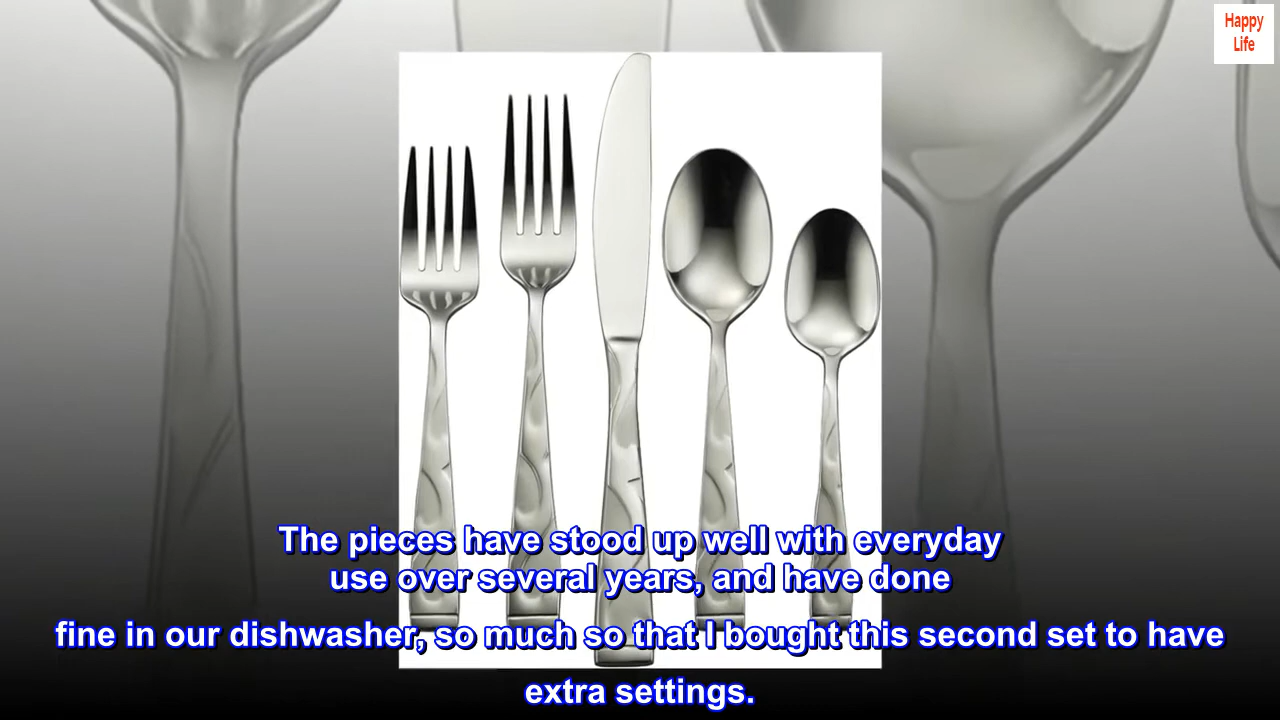 Happy
Life
The pieces have stood up well with everyday
use over several years, and have done
fine in our dishwasher, so much so that I bought this second set to have
extra settings.